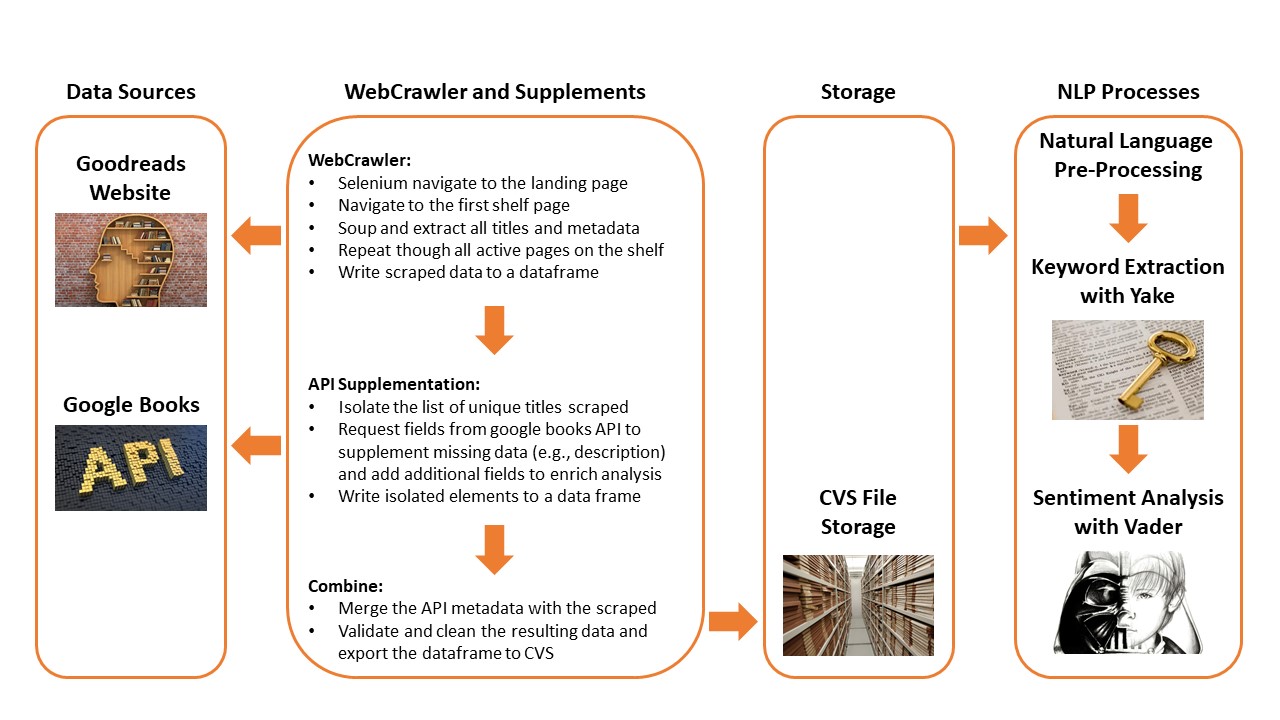 Data Sources
Goodreads
Website
Google Books
API
WebCrawler and Supplements
WebCrawler:
• Selenium navigate to the landing page
• Navigate to the first shelf page
• Soup and extract all titles and metadata
• Repeat though all active pages on the shelf
• Write scraped data to a dataframe
API Supplementation:
• Isolate the list of unique titles scraped
• Request fields from google books API to
supplement missing data (e.g., description)
and add additional fields to enrich analysis
• Write isolated elements to a data frame
Combine:
• Merge the API metadata with the scraped
• Validate and clean the resulting data and
export the dataframe to CVS
Storage
CVS File
Storage
NLP Processes
Natural Language
Pre-Processing
Keyword Extraction
with Yake
Sentiment Analysis
with Vader